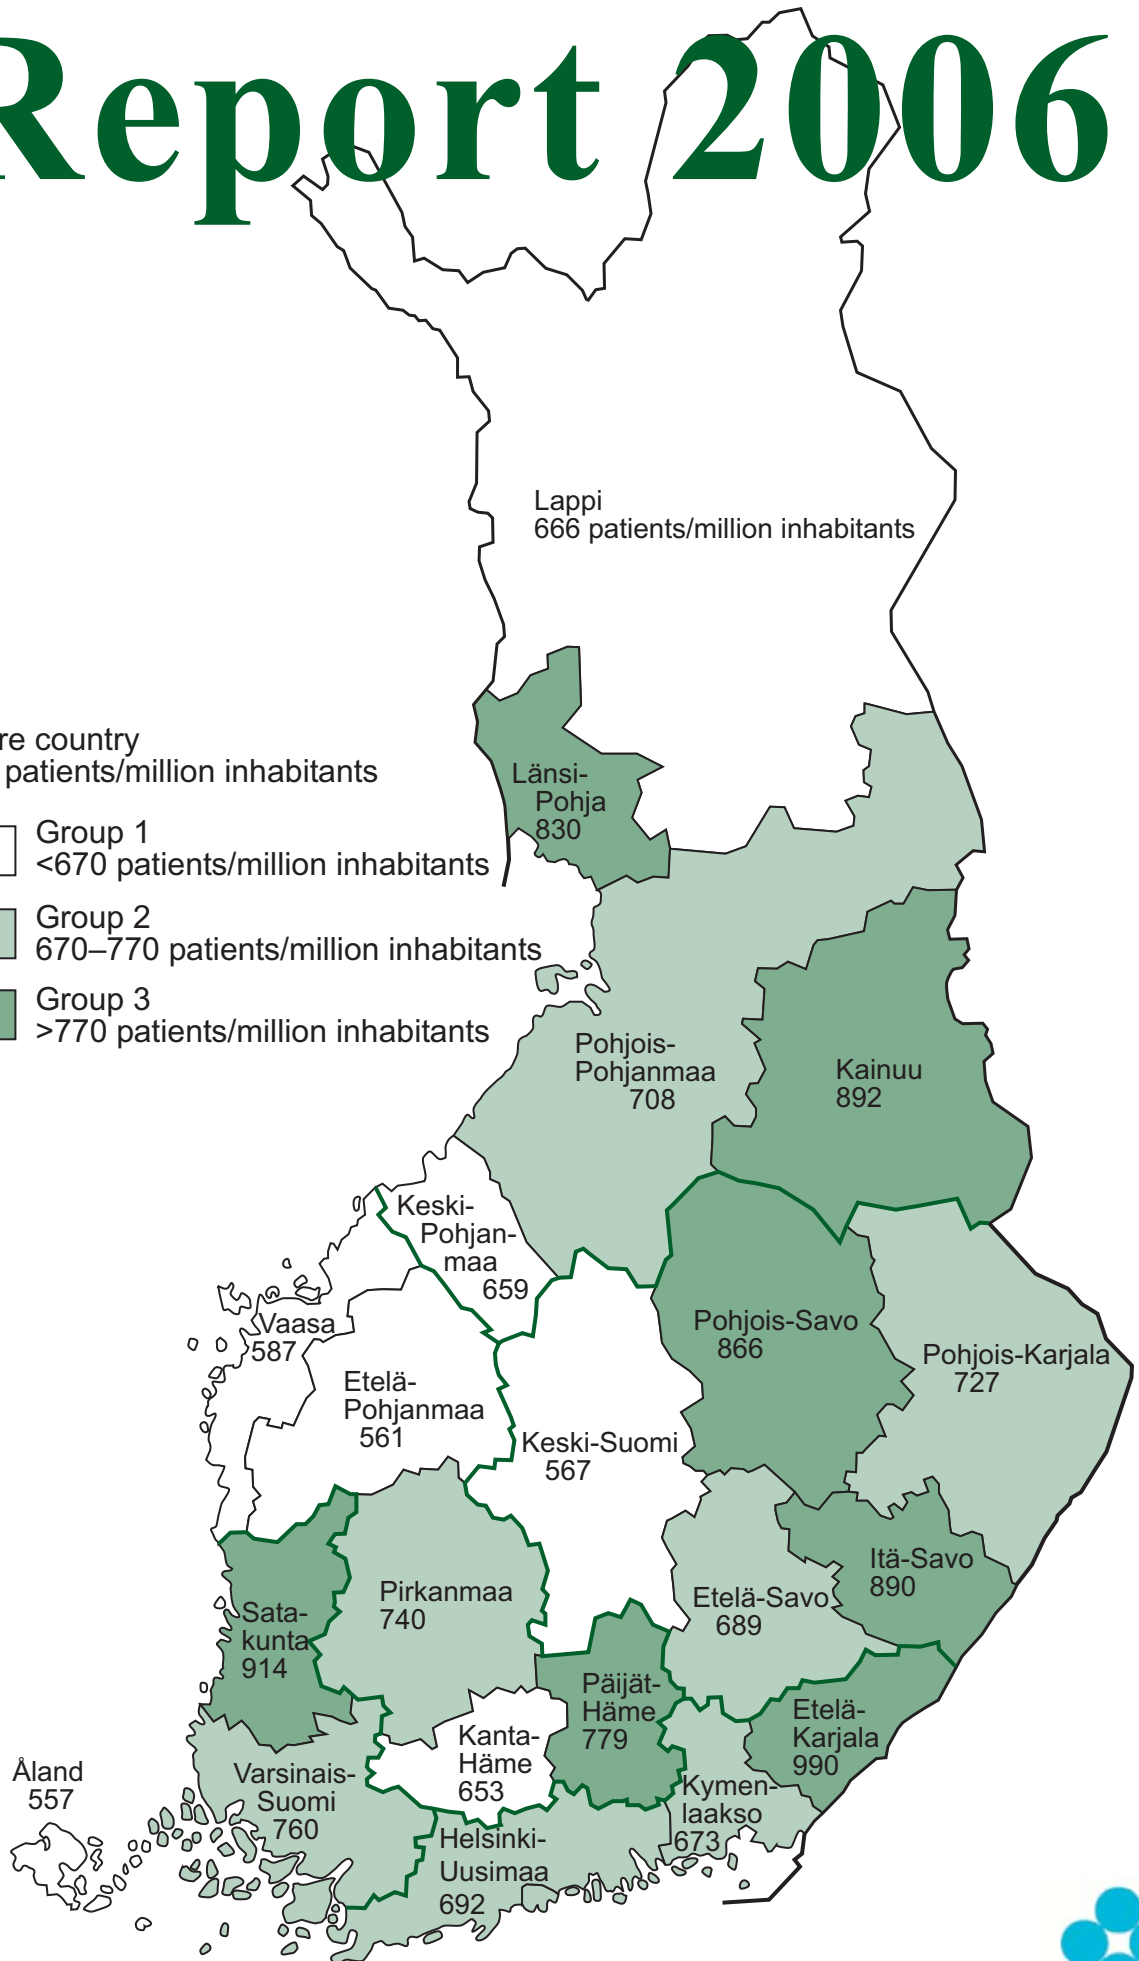 Report 2006
Lappi
666 patients/million inhabitants
re country
patients/million inhabitants
Group 1
<670 patients/million inhabitants
Group 2
670–770 patients/million inhabitants
Group 3
>770 patients/million inhabitants
Länsi-
Pohja
830
Pohjois-
Pohjanmaa
708
Kainuu
892
Keski-
Pohjan-
maa
659
Vaasa
587
Etelä-
Pohjanmaa
561
Keski-Suomi
567
Pohjois-Savo
866
Pohjois-Karjala
727
Itä-Savo
890
Etelä-Savo
689
Pirkanmaa
740
Sata-
kunta
914
Päijät-
Häme
779
Etelä-
Karjala
990
Kanta-
Häme
653
Kymen-
laakso
673
Varsinais-
Suomi
760
Helsinki-
Uusimaa
692
Åland
557